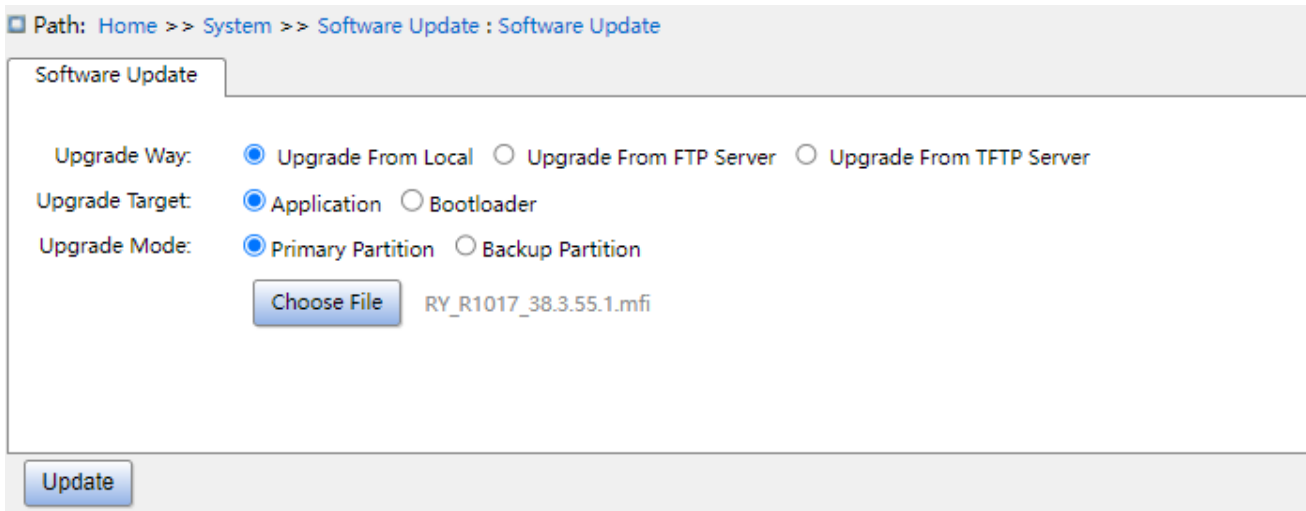 Path: Home >> System >> Software Update : Software Update
Software Update
Upgrade Way: Upgrade From Local Upgrade From FTP Server Upgrade From TFTP Server
Upgrade Target: Application Bootloader
Upgrade Mode: Primary Partition Backup Partition
Choose File RY_R1017_38.3.55.1.mfi
Update